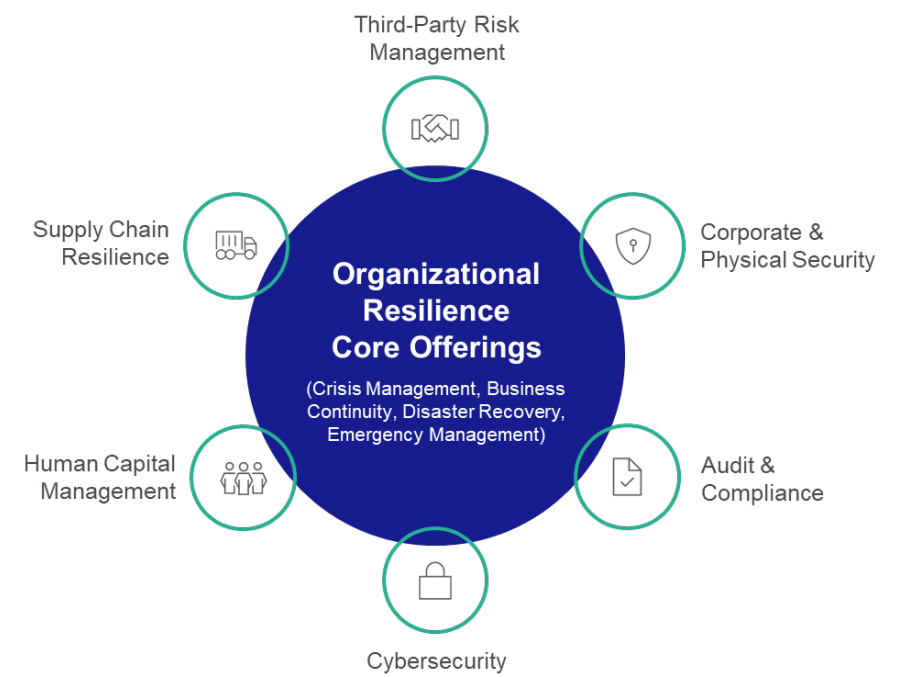 Third-Party Risk
Management
Supply Chain
Resilience
Corporate &
Physical Security
Organizational
Resilience
Core Offerings
(Crisis Management, Business
Continuity, Disaster Recovery,
Emergency Management)
Human Capital
Management
Audit &
Compliance
Cybersecurity